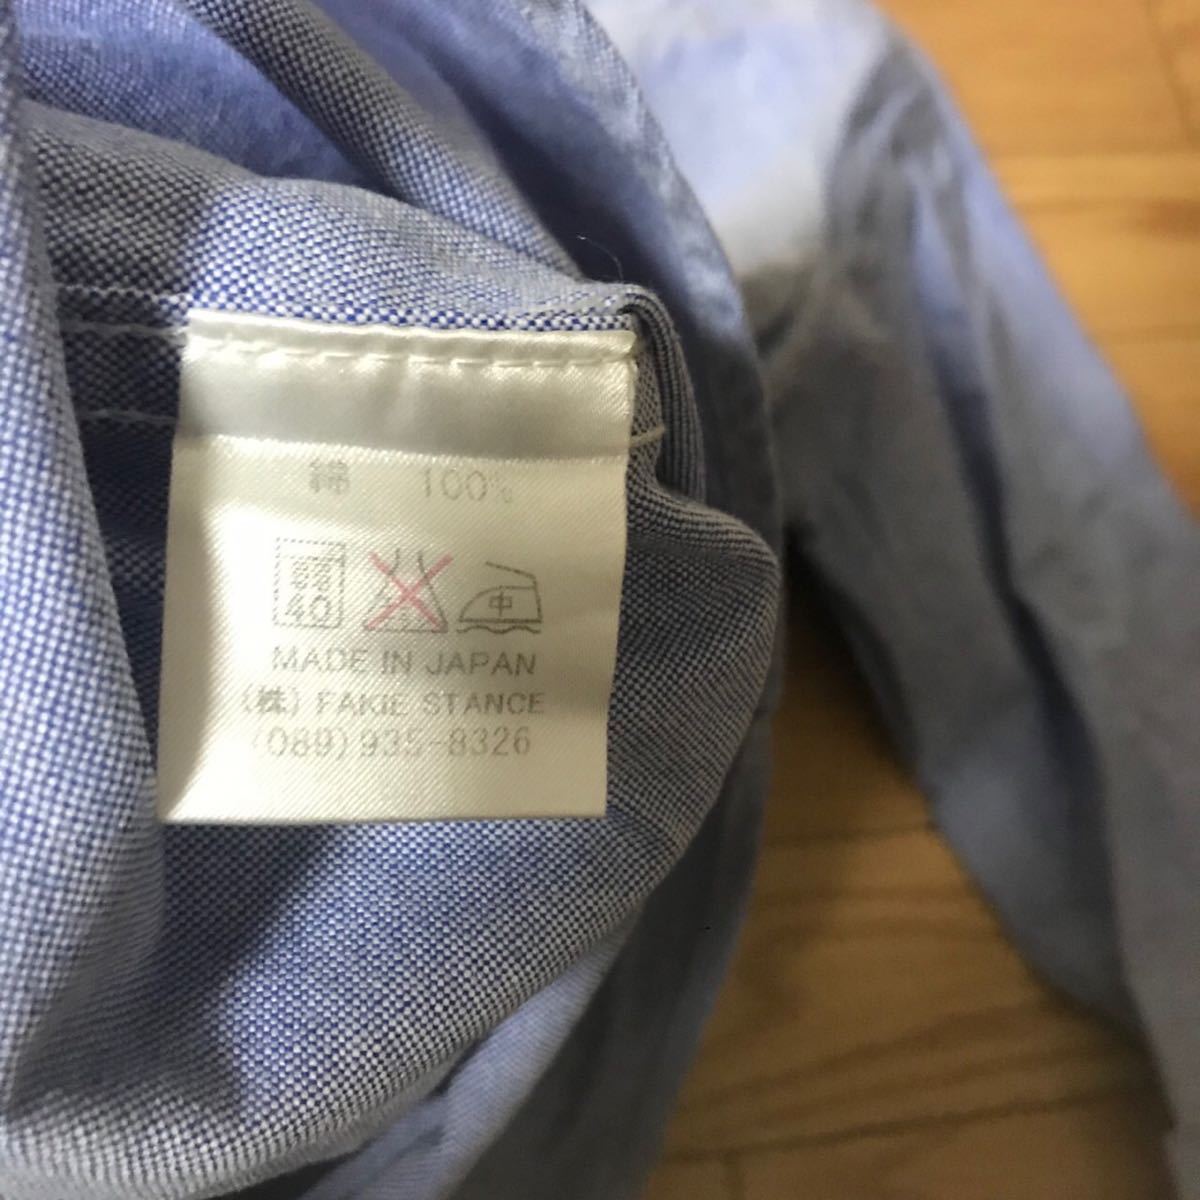 綿 100%
40
中
MADE IN JAPAN
(株) FAKIE STANCE
(089) 935-8326